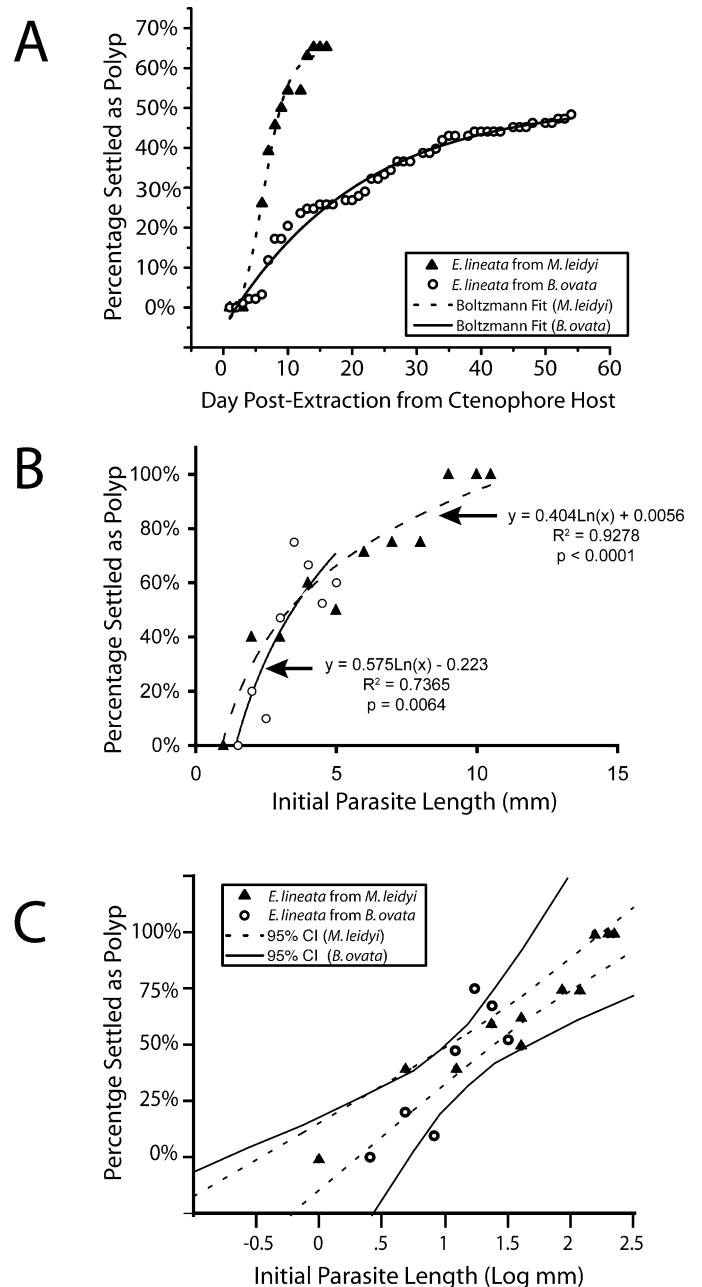 A
Percentage Settled as Polyp
70%
60%
50%
40%
30%
20%
10%
0%
E. lineata from M. leidyi
E. lineata from B. ovata
Boltzmann Fit (M. leidyi)
Boltzmann Fit (B. ovata)
0 10 20 30 40 50 60
Day Post-Extraction from Ctenophore Host
B
Percentage Settled as Polyp
100%
80%
60%
40%
20%
0%
y = 0.404Ln(x) + 0.0056
R² = 0.9278
p < 0.0001
y = 0.575Ln(x) - 0.223
R² = 0.7365
p = 0.0064
0 5 10 15
Initial Parasite Length (mm)
C
Percentge Settled as Polyp
E. lineata from M. leidyi
E. lineata from B. ovata
95% CI (M. leidyi)
95% CI (B. ovata)
100%
75%
50%
25%
0%
-0.5 0 .5 1 1.5 2 2.5
Initial Parasite Length (Log mm)